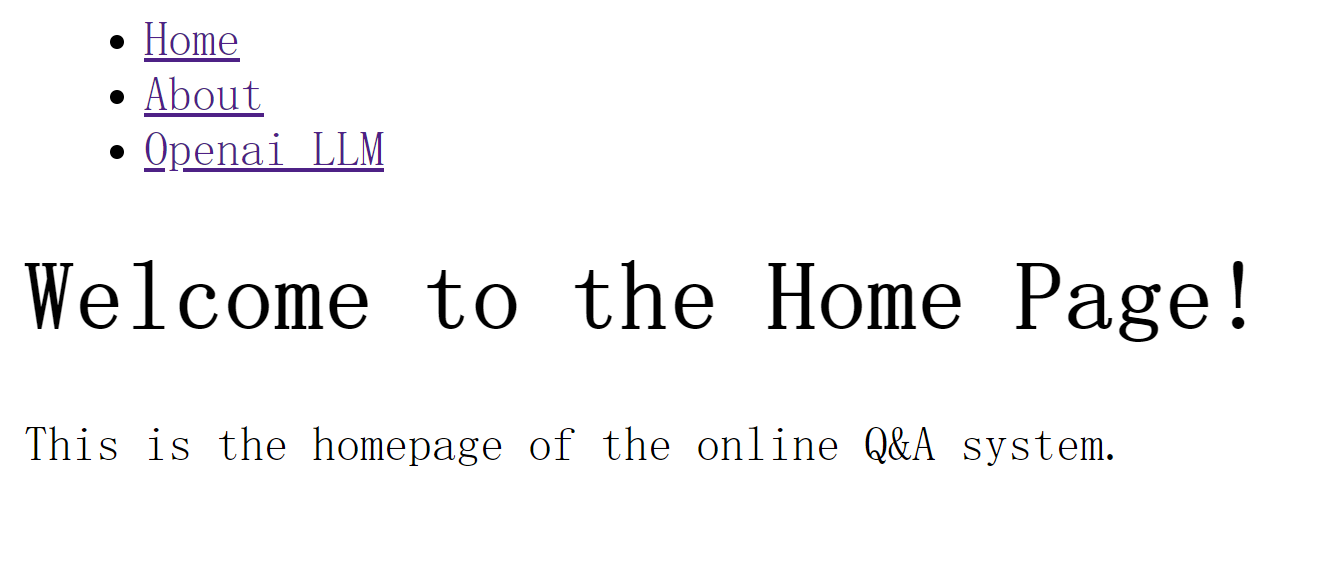 Home
About
Openai LLM
Welcome to the Home Page!
This is the homepage of the online Q&A system.